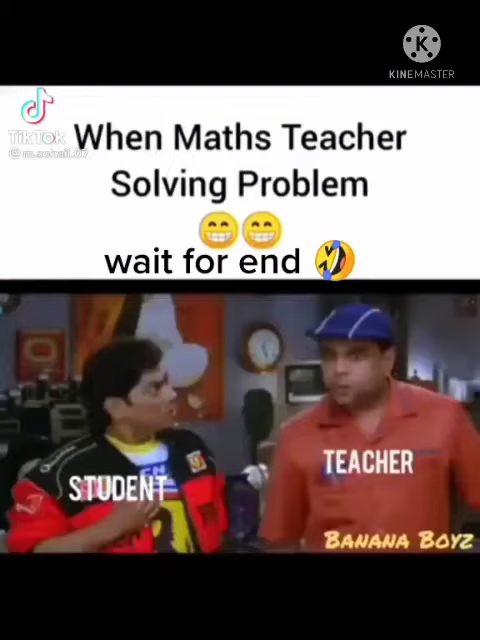 KINEMASTER
TikTok
When Maths Teacher
Solving Problem
😁😁
wait for end 🤣
STUDENT
TEACHER
BANANA BOYZ